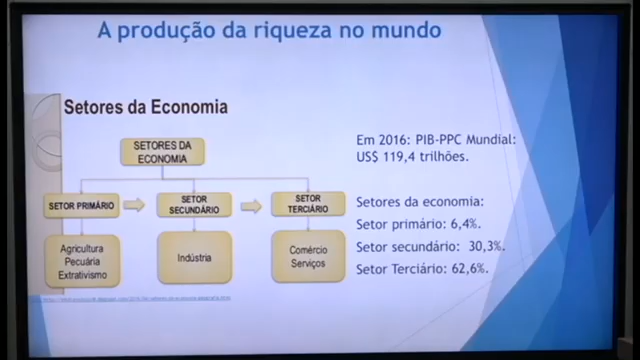 A produção da riqueza no mundo
Setores da Economia
SETORES DA
ECONOMIA
SETOR PRIMÁRIO
SETOR
SECUNDÁRIO
SETOR
TERCIÁRIO
Agricultura
Pecuária
Extrativismo
Indústria
Comércio
Serviços
Em 2016: PIB-PPC Mundial:
US$ 119,4 trilhões.
Setores da economia:
Setor primário: 6,4%.
Setor secundário: 30,3%.
Setor Terciário: 62,6%.